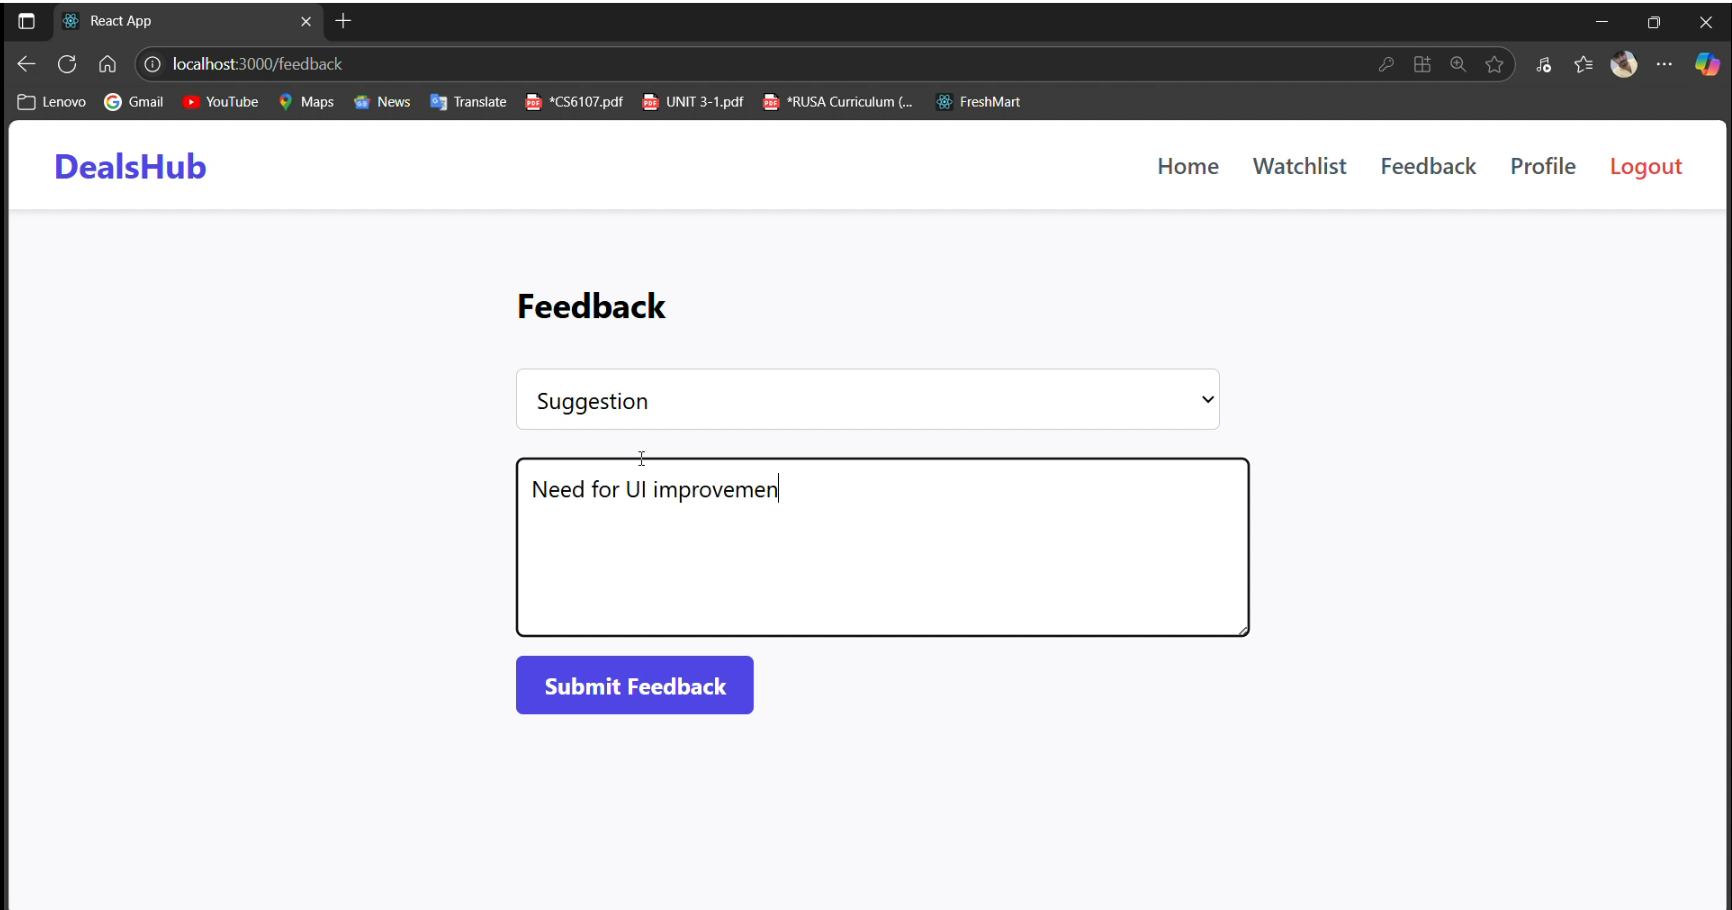 React App
localhost:3000/feedback
Lenovo Gmail YouTube Maps News Translate *CS6107.pdf UNIT 3-1.pdf *RUSA Curriculum (... FreshMart
DealsHub Home Watchlist Feedback Profile Logout
Feedback
Suggestion
Need for UI improvemen
Submit Feedback